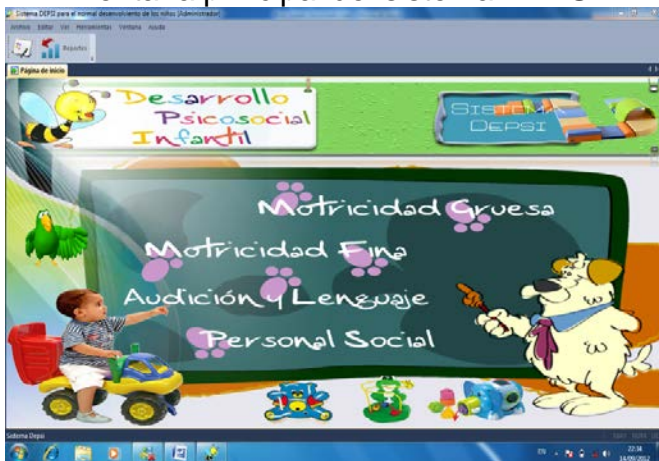 Sistema DEPSI para el normal desenvolviento de los niños [Administrador]
Archivo Editar Ver Herramientas Ventana Ayuda
Reportes
Página de inicio
Desarrollo
Psicosocial
Infantil
SISTEMA
DEPSI
Motricidad Gruesa
Motricidad Fina
Audición y Lenguaje
Personal Social
Sistema Depsi
EN
22:34
14/09/2012